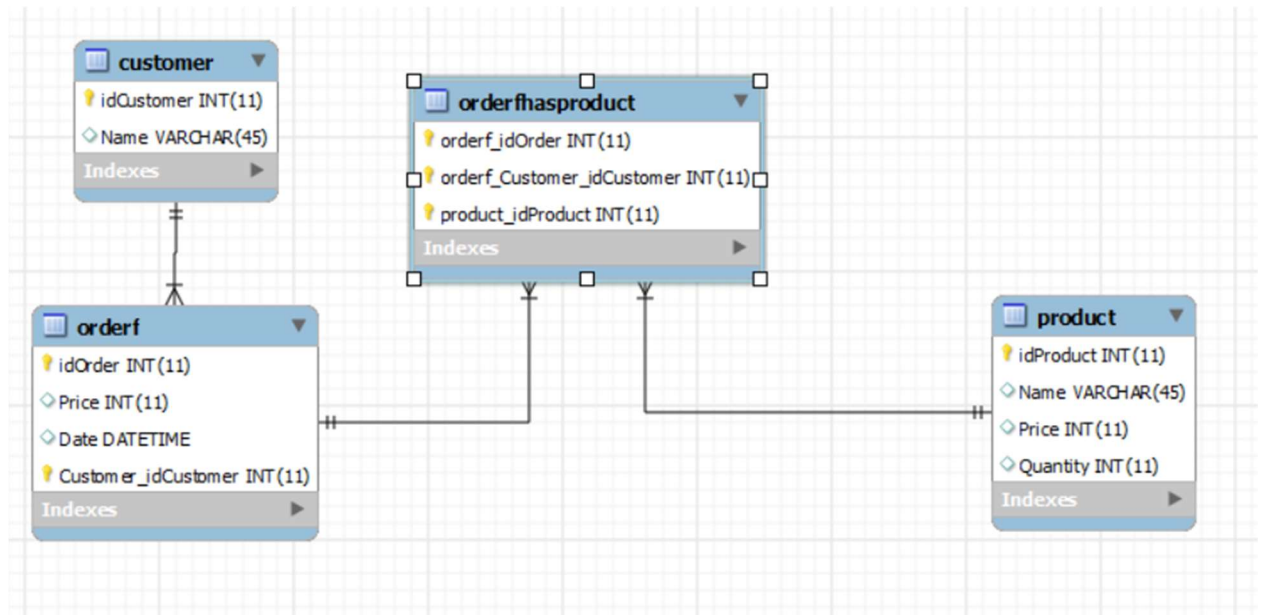 customer
idCustomer INT(11)
Name VARCHAR(45)
Indexes
orderfhasproduct
orderf_idOrder INT(11)
orderf_Customer_idCustomer INT(11)
product_idProduct INT(11)
Indexes
orderf
idOrder INT(11)
Price INT(11)
Date DATETIME
Customer_idCustomer INT(11)
Indexes
product
idProduct INT(11)
Name VARCHAR(45)
Price INT(11)
Quantity INT(11)
Indexes